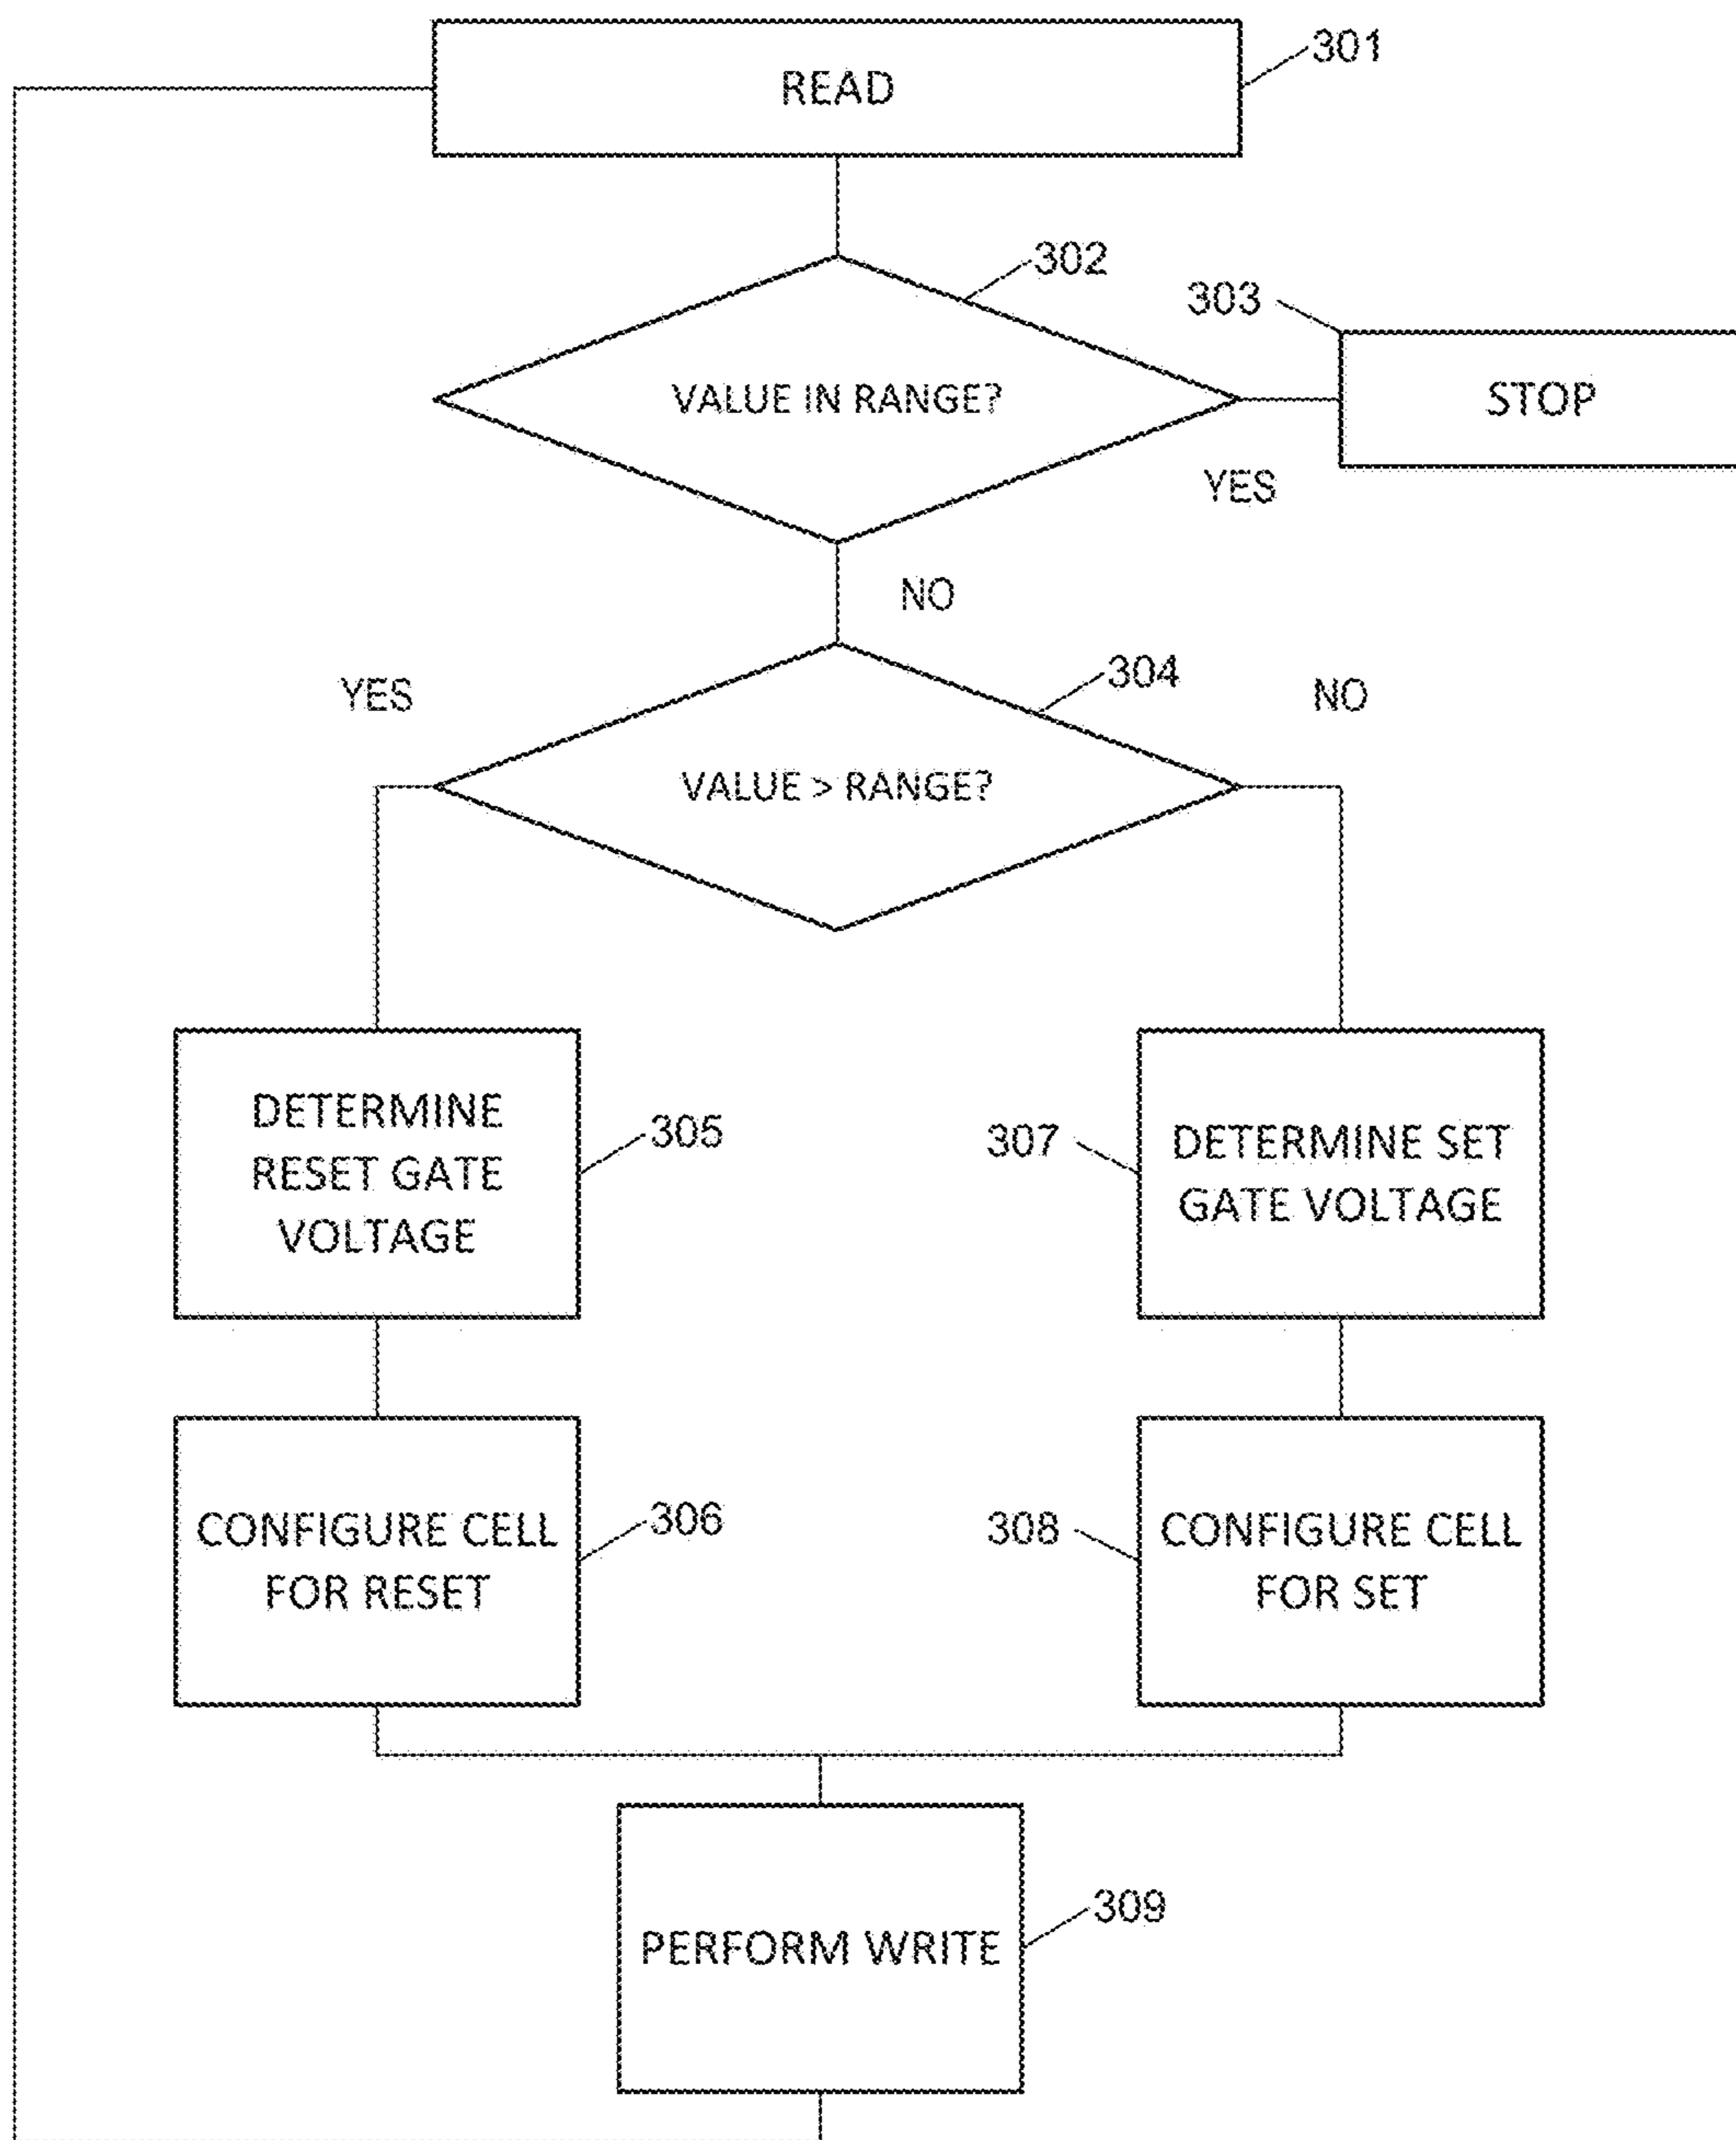 READ
301
302
303
VALUE IN RANGE?
STOP
YES
NO
304
YES
NO
VALUE > RANGE?
DETERMINE
RESET GATE
VOLTAGE
305
307
DETERMINE SET
GATE VOLTAGE
CONFIGURE CELL
FOR RESET
306
308
CONFIGURE CELL
FOR SET
PERFORM WRITE
309